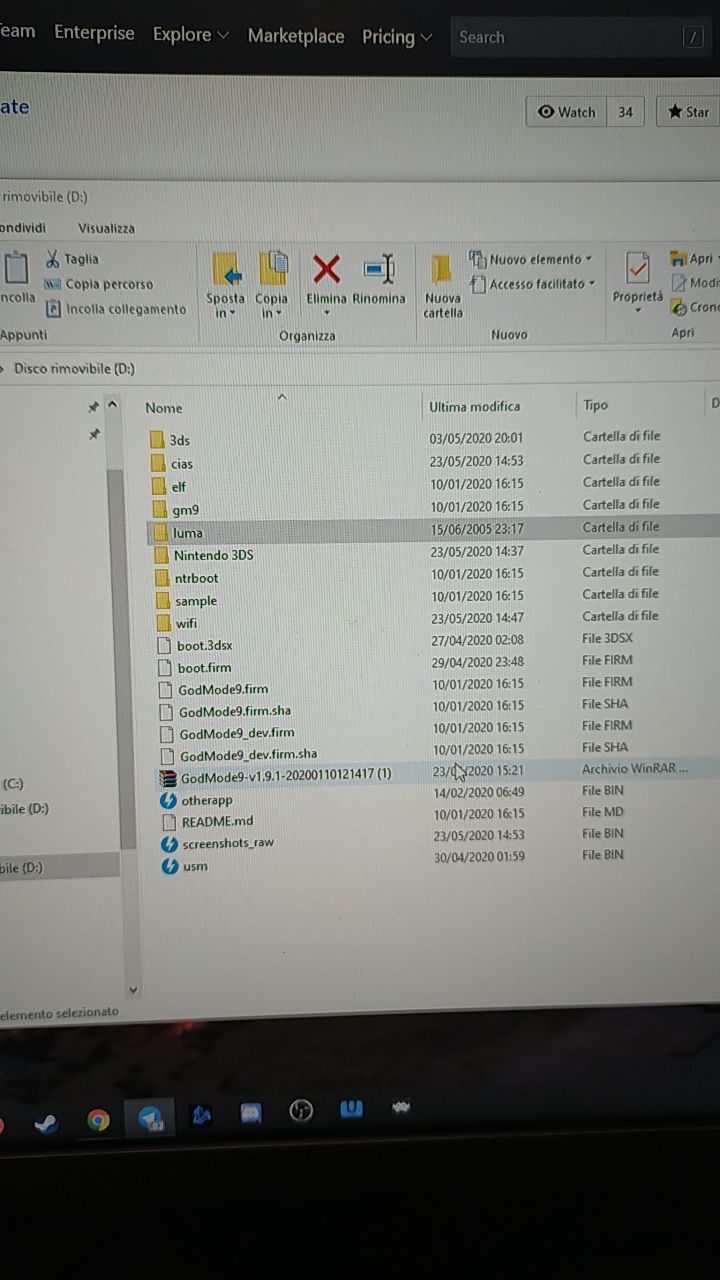 eam Enterprise Explore Marketplace Pricing Search /
ate Watch 34 Star
rimovibile (D:)
ondividi Visualizza
ncolla Taglia
Copia percorso
Incolla collegamento
Appunti
Sposta in
Copia in
Elimina
Rinomina
Organizza
Nuova cartella
Nuovo elemento
Accesso facilitato
Nuovo
Proprietà
Apri
Modi
Cron
Apri
Disco rimovibile (D:)
Nome Ultima modifica Tipo D
3ds 03/05/2020 20:01 Cartella di file
cias 23/05/2020 14:53 Cartella di file
elf 10/01/2020 16:15 Cartella di file
gm9 10/01/2020 16:15 Cartella di file
luma 15/06/2005 23:17 Cartella di file
Nintendo 3DS 23/05/2020 14:37 Cartella di file
ntrboot 10/01/2020 16:15 Cartella di file
sample 10/01/2020 16:15 Cartella di file
wifi 23/05/2020 14:47 Cartella di file
boot.3dsx 27/04/2020 02:08 File 3DSX
boot.firm 29/04/2020 23:48 File FIRM
GodMode9.firm 10/01/2020 16:15 File FIRM
GodMode9.firm.sha 10/01/2020 16:15 File SHA
GodMode9_dev.firm 10/01/2020 16:15 File FIRM
GodMode9_dev.firm.sha 10/01/2020 16:15 File SHA
GodMode9-v1.9.1-20200110121417 (1) 23/0 /2020 15:21 Archivio WinRAR ...
otherapp 14/02/2020 06:49 File BIN
README.md 10/01/2020 16:15 File MD
screenshots_raw 23/05/2020 14:53 File BIN
usm 30/04/2020 01:59 File BIN
(C:)
ibile (D:)
bile (D:)
elemento selezionato